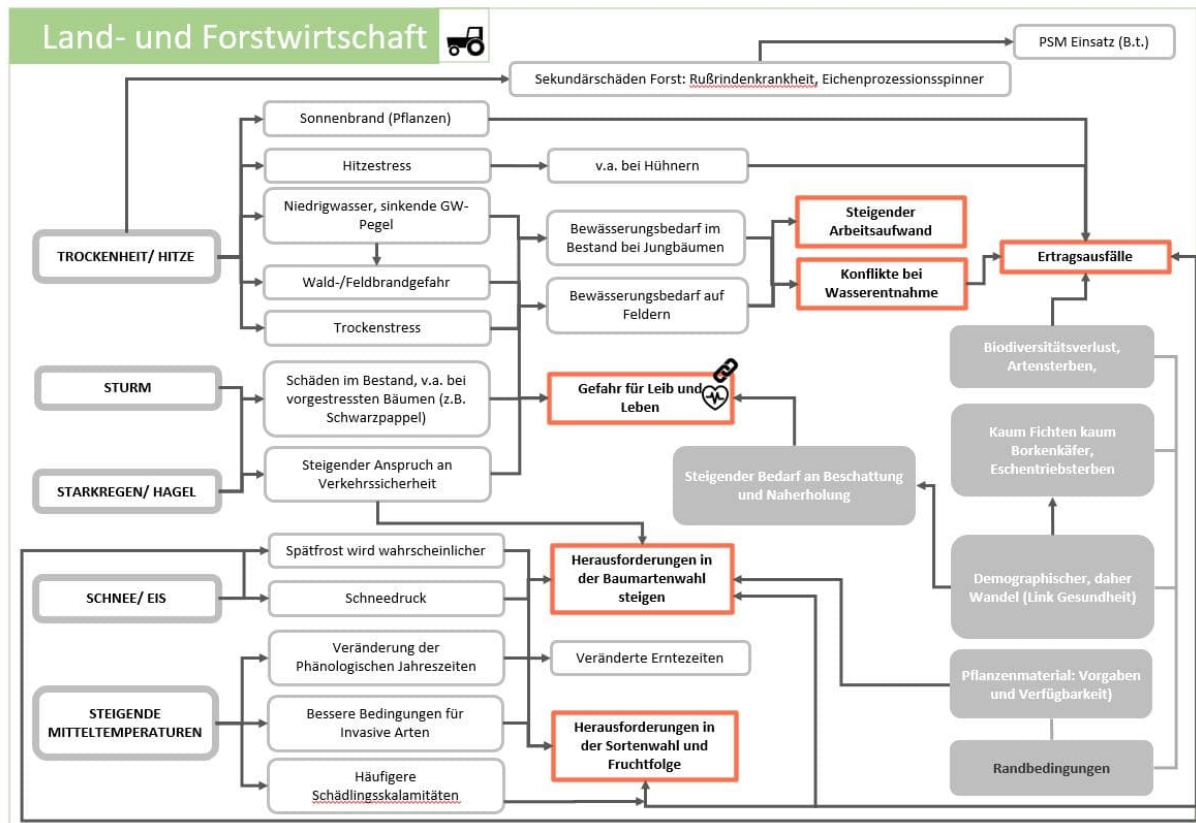 Land- und Forstwirtschaft
PSM Einsatz (B.t.)
Sekundärschäden Forst: Rußrindenkrankheit, Eichenprozessionsspinner
Sonnenbrand (Pflanzen)
Hitzestress
v.a. bei Hühnern
Niedrigwasser, sinkende GW-
Pegel
Bewässerungsbedarf im
Bestand bei Jungbäumen
Steigender
Arbeitsaufwand
TROCKENHEIT/ HITZE
Ertragsausfälle
Wald-/Feldbrandgefahr
Bewässerungsbedarf auf
Feldern
Konflikte bei
Wasserentnahme
Trockenstress
Biodiversitätsverlust,
Artensterben,
STURM
Schäden im Bestand, v.a. bei
vorgestressten Bäumen (z.B.
Schwarzpappel)
Gefahr für Leib und
Leben
Kaum Fichten kaum
Borkenkäfer,
Eschentriebsterben
STARKREGEN/ HAGEL
Steigender Anspruch an
Verkehrssicherheit
Steigender Bedarf an Beschattung
und Naherholung
Spätfrost wird wahrscheinlicher
Herausforderungen in
der Baumartenwahl
steigen
SCHNEE/ EIS
Schneedruck
Demographischer, daher
Wandel (Link Gesundheit)
Veränderung der
Phänologischen Jahreszeiten
Veränderte Erntezeiten
Pflanzenmaterial: Vorgaben
und Verfügbarkeit)
STEIGENDE
MITTELTEMPERATUREN
Bessere Bedingungen für
Invasive Arten
Herausforderungen in
der Sortenwahl und
Fruchtfolge
Randbedingungen
Häufigere
Schädlingskalamitäten